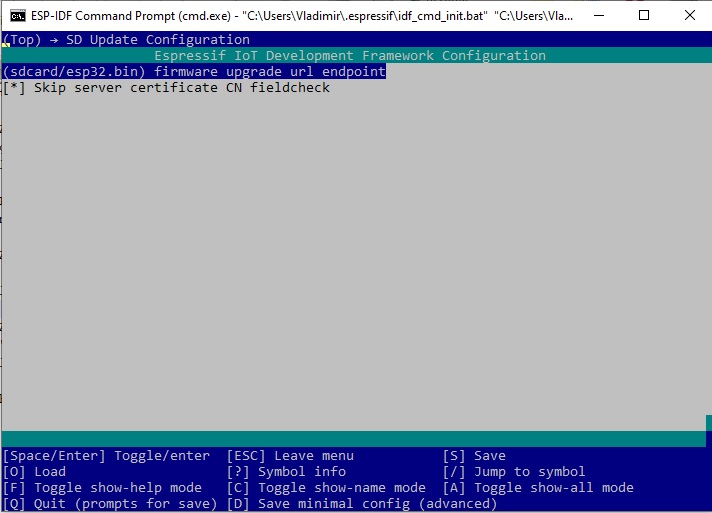 ESP-IDF Command Prompt (cmd.exe) - "C:\Users\Vladimir\.espressif\idf_cmd_init.bat" "C:\Users\Vla...
(Top) → SD Update Configuration
Espressif IoT Development Framework Configuration
(sdcard/esp32.bin) firmware upgrade url endpoint
[*] Skip server certificate CN fieldcheck
[Space/Enter] Toggle/enter [ESC] Leave menu [S] Save
[O] Load [?] Symbol info [/] Jump to symbol
[F] Toggle show-help mode [C] Toggle show-name mode [A] Toggle show-all mode
[Q] Quit (prompts for save) [D] Save minimal config (advanced)